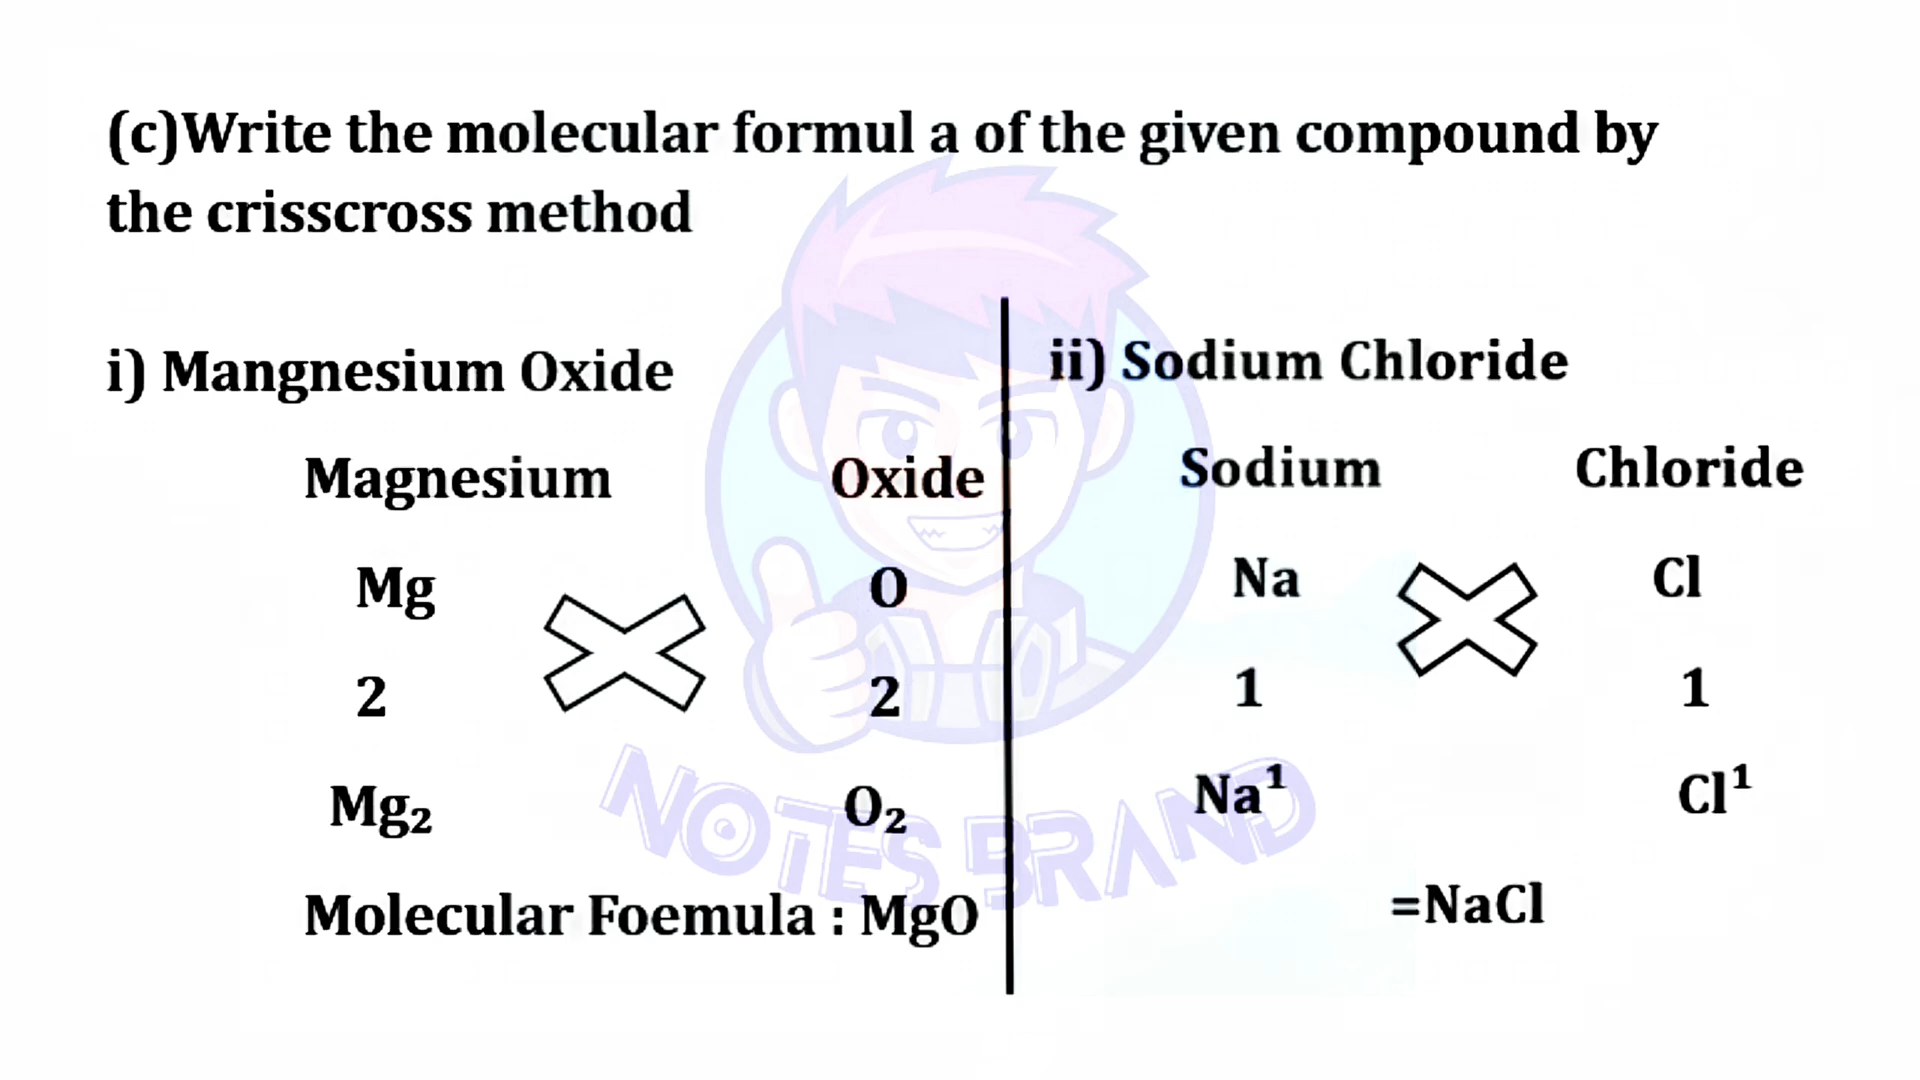 (c)Write the molecular formul a of the given compound by
the crisscross method
i) Mangnesium Oxide
Magnesium Oxide
Mg O
2 2
Mg₂ O₂
Molecular Foemula : MgO
ii) Sodium Chloride
Sodium Chloride
Na Cl
1 1
Na¹ Cl¹
=NaCl
NOTES BRAND